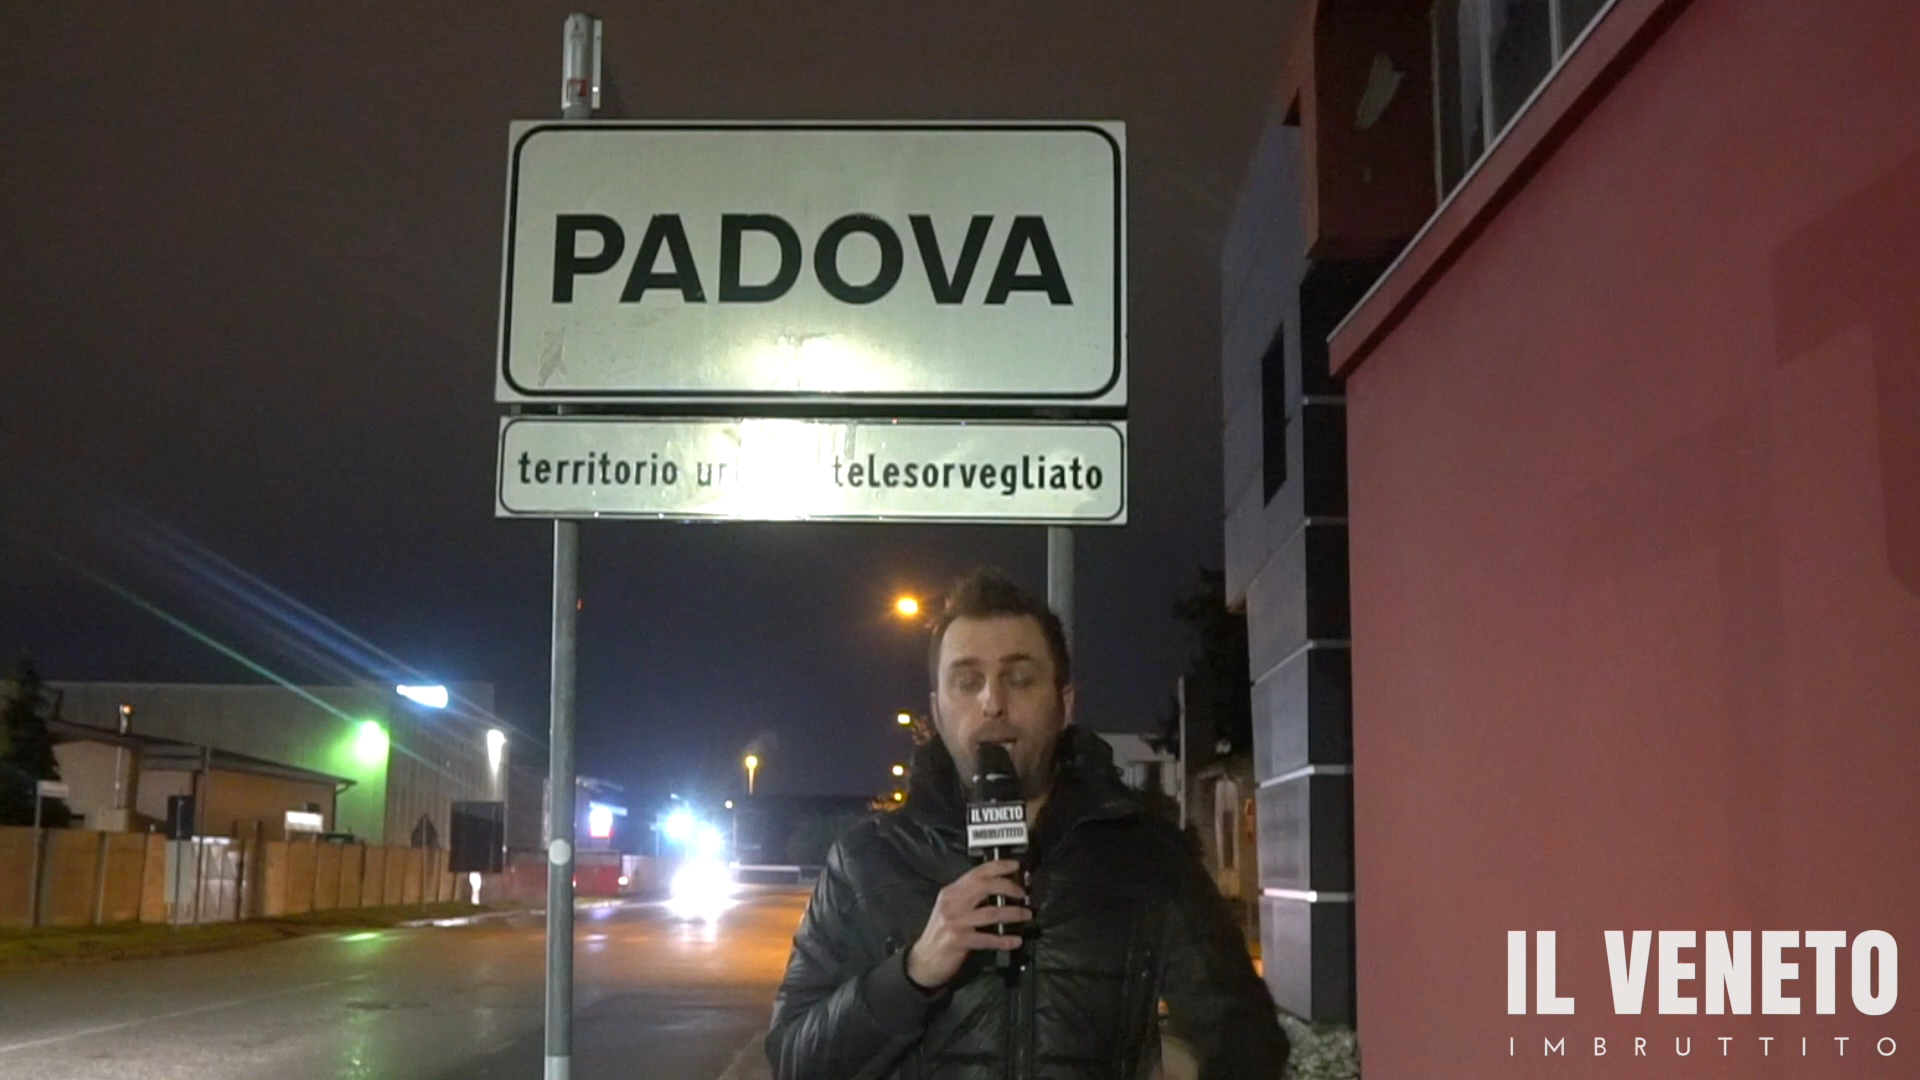 PADOVA
territorio telesorvegliato
IL VENETO
IMBRUTTITO
IL VENETO
IMBRUTTITO